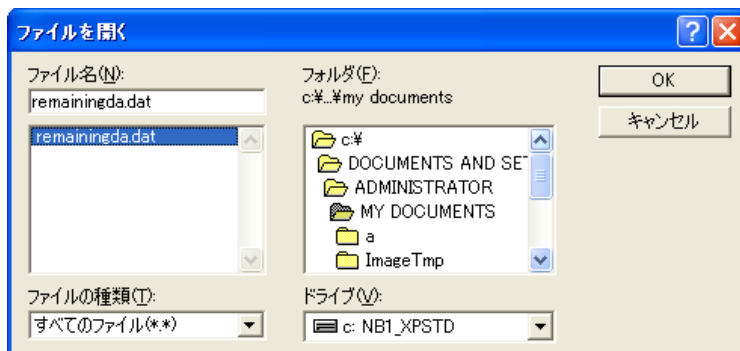 ファイルを開く
ファイル名(N):
remainingda.dat
remainingda.dat
ファイルの種類(T):
すべてのファイル(*.*)
フォルダ(F):
c:¥...¥my documents
c:¥
DOCUMENTS AND SET
ADMINISTRATOR
MY DOCUMENTS
a
ImageTmp
ドライブ(V):
c: NB1_XPSTD
OK
キャンセル